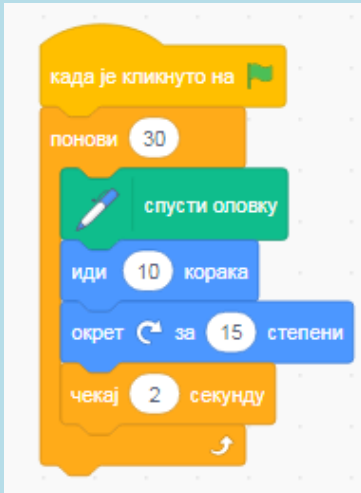 када је кликнуто на
понови 30
спусти оловку
иди 10 корака
окрет за 15 степени
чекај 2 секунду